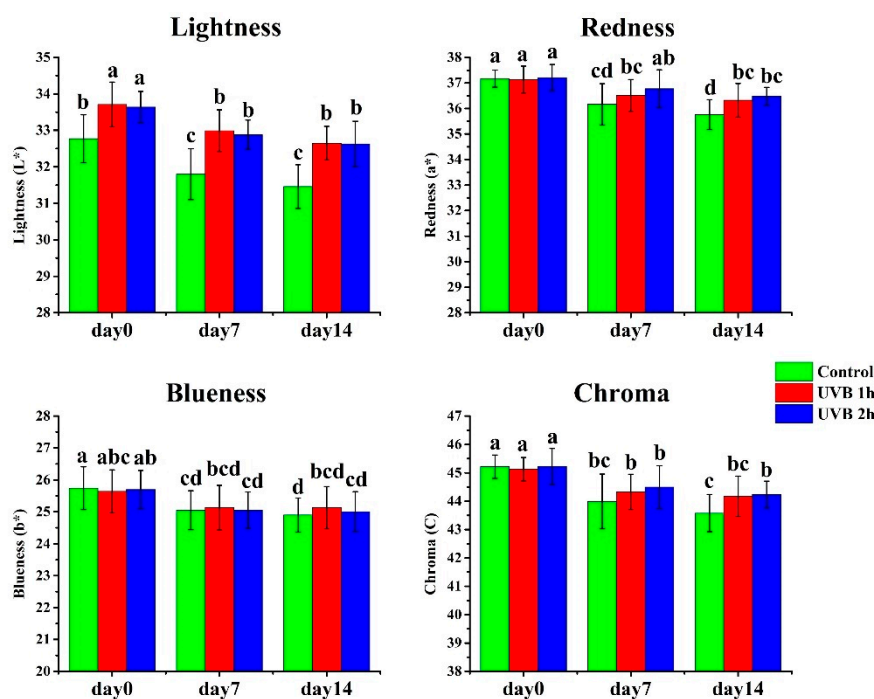 Lightness
Lightness (L*)
35
34
33
32
31
30
29
28
b a a
c b b
c b b
day0 day7 day14
Redness
Redness (a*)
38
37
36
35
34
33
32
31
30
29
28
a a a
cd bc ab
d bc bc
day0 day7 day14
Control
UVB 1h
UVB 2h
Blueness
Blueness (b*)
28
27
26
25
24
23
22
21
20
a abc ab
cd bcd cd
d bcd cd
day0 day7 day14
Chroma
Chroma (C)
47
46
45
44
43
42
41
40
39
38
a a a
bc b b
c bc b
day0 day7 day14